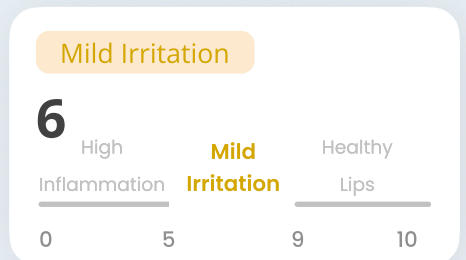 Mild Irritation
6
High
Inflammation
Mild
Irritation
Healthy
Lips
0 5 9 10